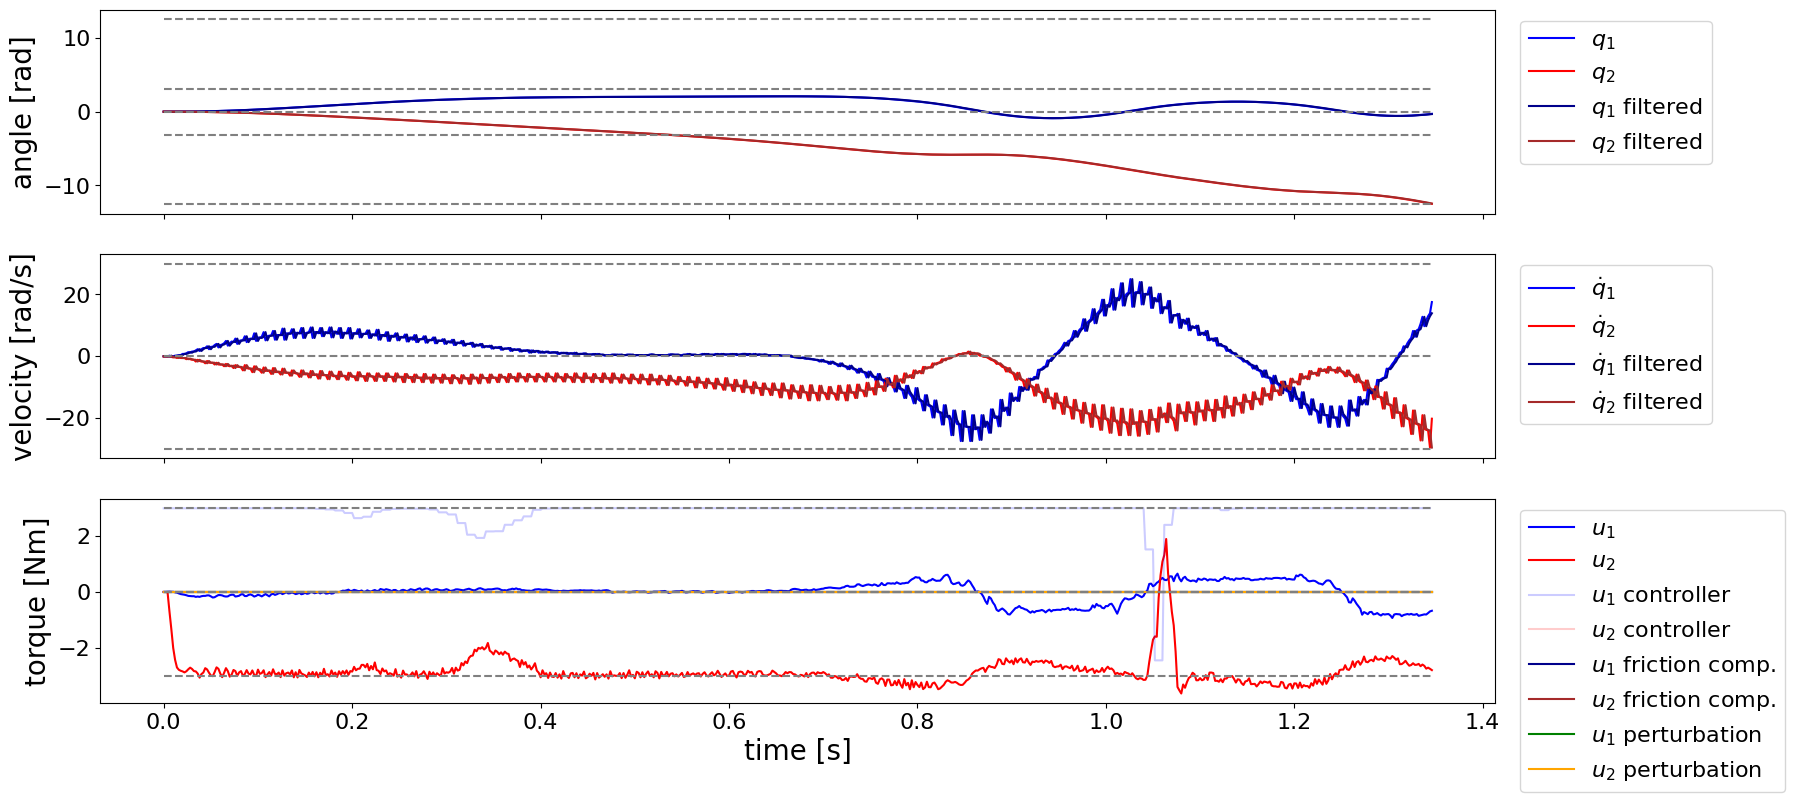 angle [rad]
10
0
−10
q₁
q₂
q₁ filtered
q₂ filtered
velocity [rad/s]
20
0
−20
q̇₁
q̇₂
q̇₁ filtered
q̇₂ filtered
torque [Nm]
2
0
−2
0.0 0.2 0.4 0.6 0.8 1.0 1.2 1.4
time [s]
u₁
u₂
u₁ controller
u₂ controller
u₁ friction comp.
u₂ friction comp.
u₁ perturbation
u₂ perturbation